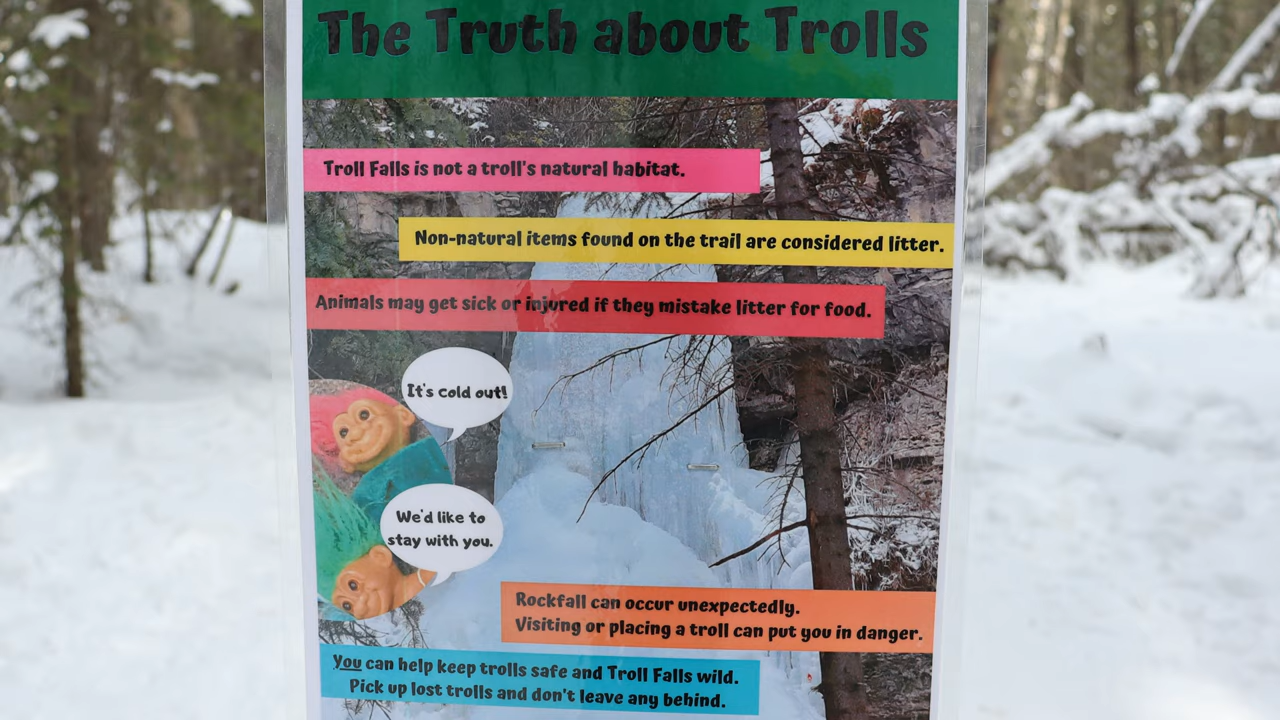 The Truth about Trolls
Troll Falls is not a troll's natural habitat.
Non-natural items found on the trail are considered litter.
Animals may get sick or injured if they mistake litter for food.
It's cold out!
We'd like to
stay with you.
Rockfall can occur unexpectedly.
Visiting or placing a troll can put you in danger.
You can help keep trolls safe and Troll Falls wild.
Pick up lost trolls and don't leave any behind.